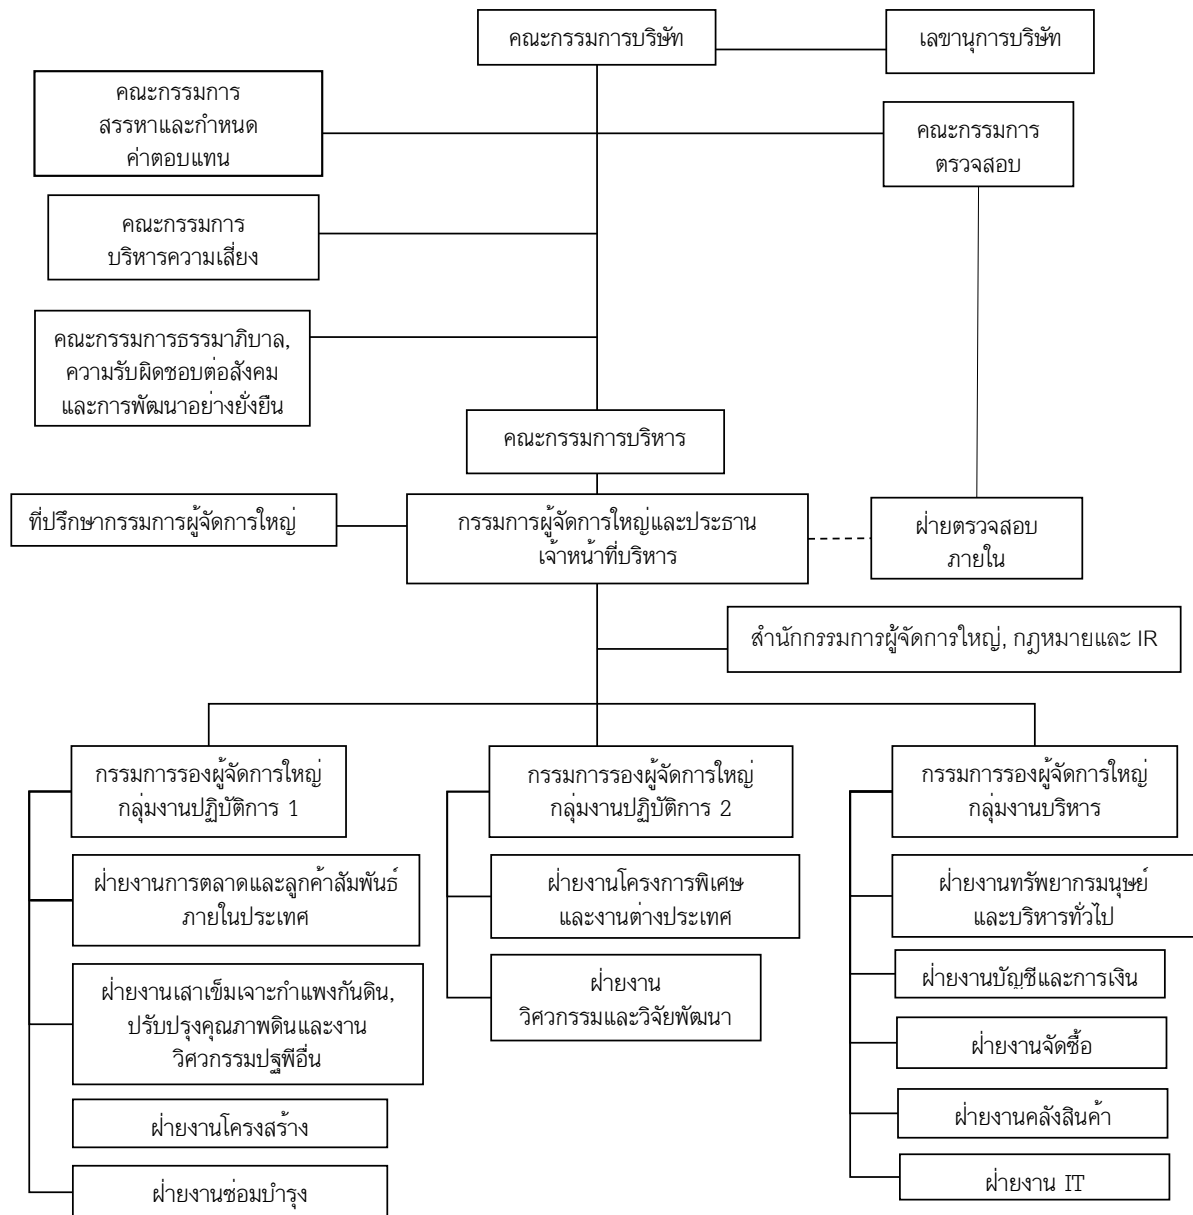 คณะกรรมการบริษัท
เลขานุการบริษัท
คณะกรรมการ
สรรหาและกำหนด
ค่าตอบแทน
คณะกรรมการ
ตรวจสอบ
คณะกรรมการ
บริหารความเสี่ยง
คณะกรรมการธรรมาภิบาล,
ความรับผิดชอบต่อสังคม
และการพัฒนาอย่างยั่งยืน
คณะกรรมการบริหาร
ที่ปรึกษากรรมการผู้จัดการใหญ่
กรรมการผู้จัดการใหญ่และประธาน
เจ้าหน้าที่บริหาร
ฝ่ายตรวจสอบ
ภายใน
สำนักกรรมการผู้จัดการใหญ่, กฎหมายและ IR
กรรมการรองผู้จัดการใหญ่
กลุ่มงานปฏิบัติการ 1
ฝ่ายงานการตลาดและลูกค้าสัมพันธ์
ภายในประเทศ
ฝ่ายงานเสาเข็มเจาะกำแพงกันดิน,
ปรับปรุงคุณภาพดินและงาน
วิศวกรรมปฐพีอื่น
ฝ่ายงานโครงสร้าง
ฝ่ายงานซ่อมบำรุง
กรรมการรองผู้จัดการใหญ่
กลุ่มงานปฏิบัติการ 2
ฝ่ายงานโครงการพิเศษ
และงานต่างประเทศ
ฝ่ายงาน
วิศวกรรมและวิจัยพัฒนา
กรรมการรองผู้จัดการใหญ่
กลุ่มงานบริหาร
ฝ่ายงานทรัพยากรมนุษย์
และบริหารทั่วไป
ฝ่ายงานบัญชีและการเงิน
ฝ่ายงานจัดซื้อ
ฝ่ายงานคลังสินค้า
ฝ่ายงาน IT